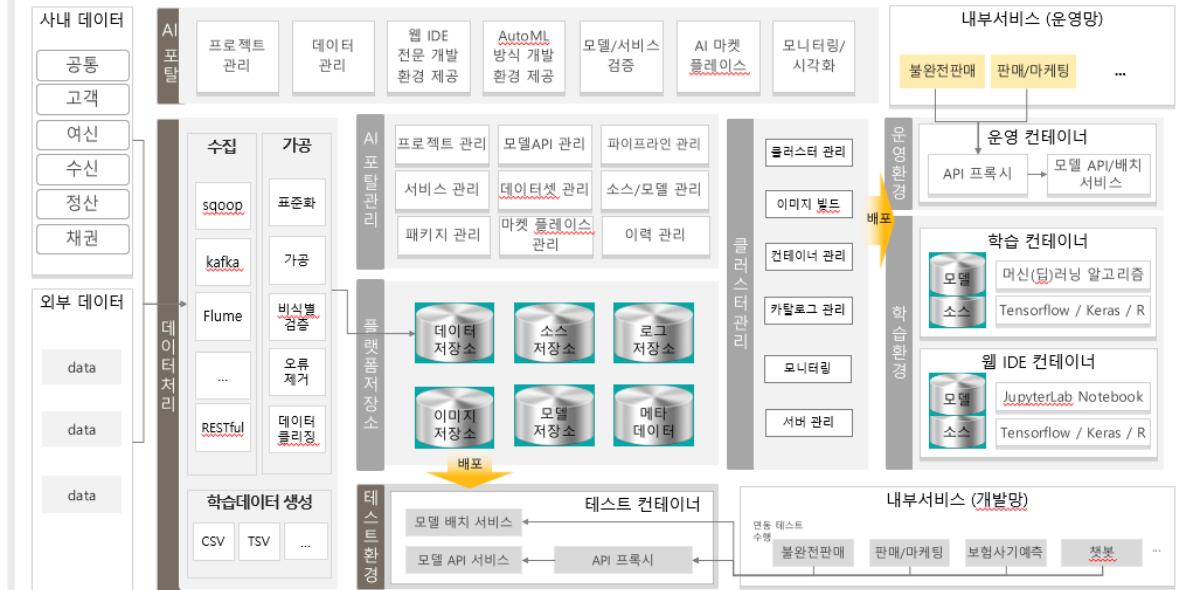 사내 데이터
공통
고객
여신
수신
정산
채권
외부 데이터
data
data
data
AI 포탈
프로젝트
관리
데이터
관리
웹 IDE
전문 개발
환경 제공
AutoML
방식 개발
환경 제공
모델/서비스
검증
AI 마켓
플레이스
모니터링/
시각화
내부서비스 (운영망)
불완전판매
판매/마케팅
...
데이터처리
수집
sqoop
kafka
Flume
...
RESTful
가공
표준화
가공
비식별
검증
오류
제거
데이터
클리징
학습데이터 생성
CSV
TSV
...
AI 포탈관리
프로젝트 관리
모델API 관리
파이프라인 관리
서비스 관리
데이터셋 관리
소스/모델 관리
패키지 관리
마켓 플레이스
관리
이력 관리
플랫폼저장소
데이터
저장소
소스
저장소
로그
저장소
이미지
저장소
모델
저장소
메타
데이터
배포
클러스터관리
클러스터 관리
이미지 빌드
컨테이너 관리
카탈로그 관리
모니터링
서버 관리
배포
운영환경
운영 컨테이너
API 프록시
모델 API/배치
서비스
학습환경
학습 컨테이너
모델
소스
머신(딥)러닝 알고리즘
Tensorflow / Keras / R
웹 IDE 컨테이너
모델
소스
JupyterLab Notebook
Tensorflow / Keras / R
테스트환경
테스트 컨테이너
모델 배치 서비스
모델 API 서비스
API 프록시
내부서비스 (개발망)
연동 테스트
수행
불완전판매
판매/마케팅
보험사기예측
챗봇
...